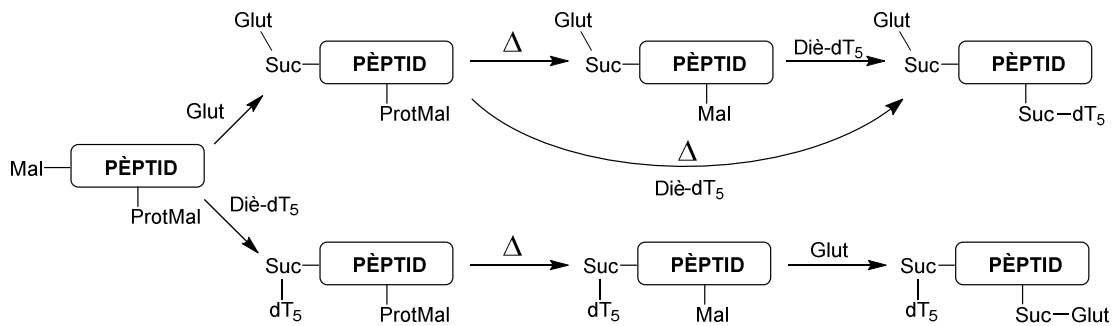 Glut
Suc PÈPTID
ProtMal
Δ
Glut
Suc PÈPTID
Mal
Diè-dT₅
Glut
Suc PÈPTID
Suc–dT₅
Glut
Δ
Diè-dT₅
Mal PÈPTID
ProtMal
Diè-dT₅
Suc PÈPTID
dT₅ ProtMal
Δ
Suc PÈPTID
dT₅ Mal
Glut
Suc PÈPTID
dT₅ Suc–Glut